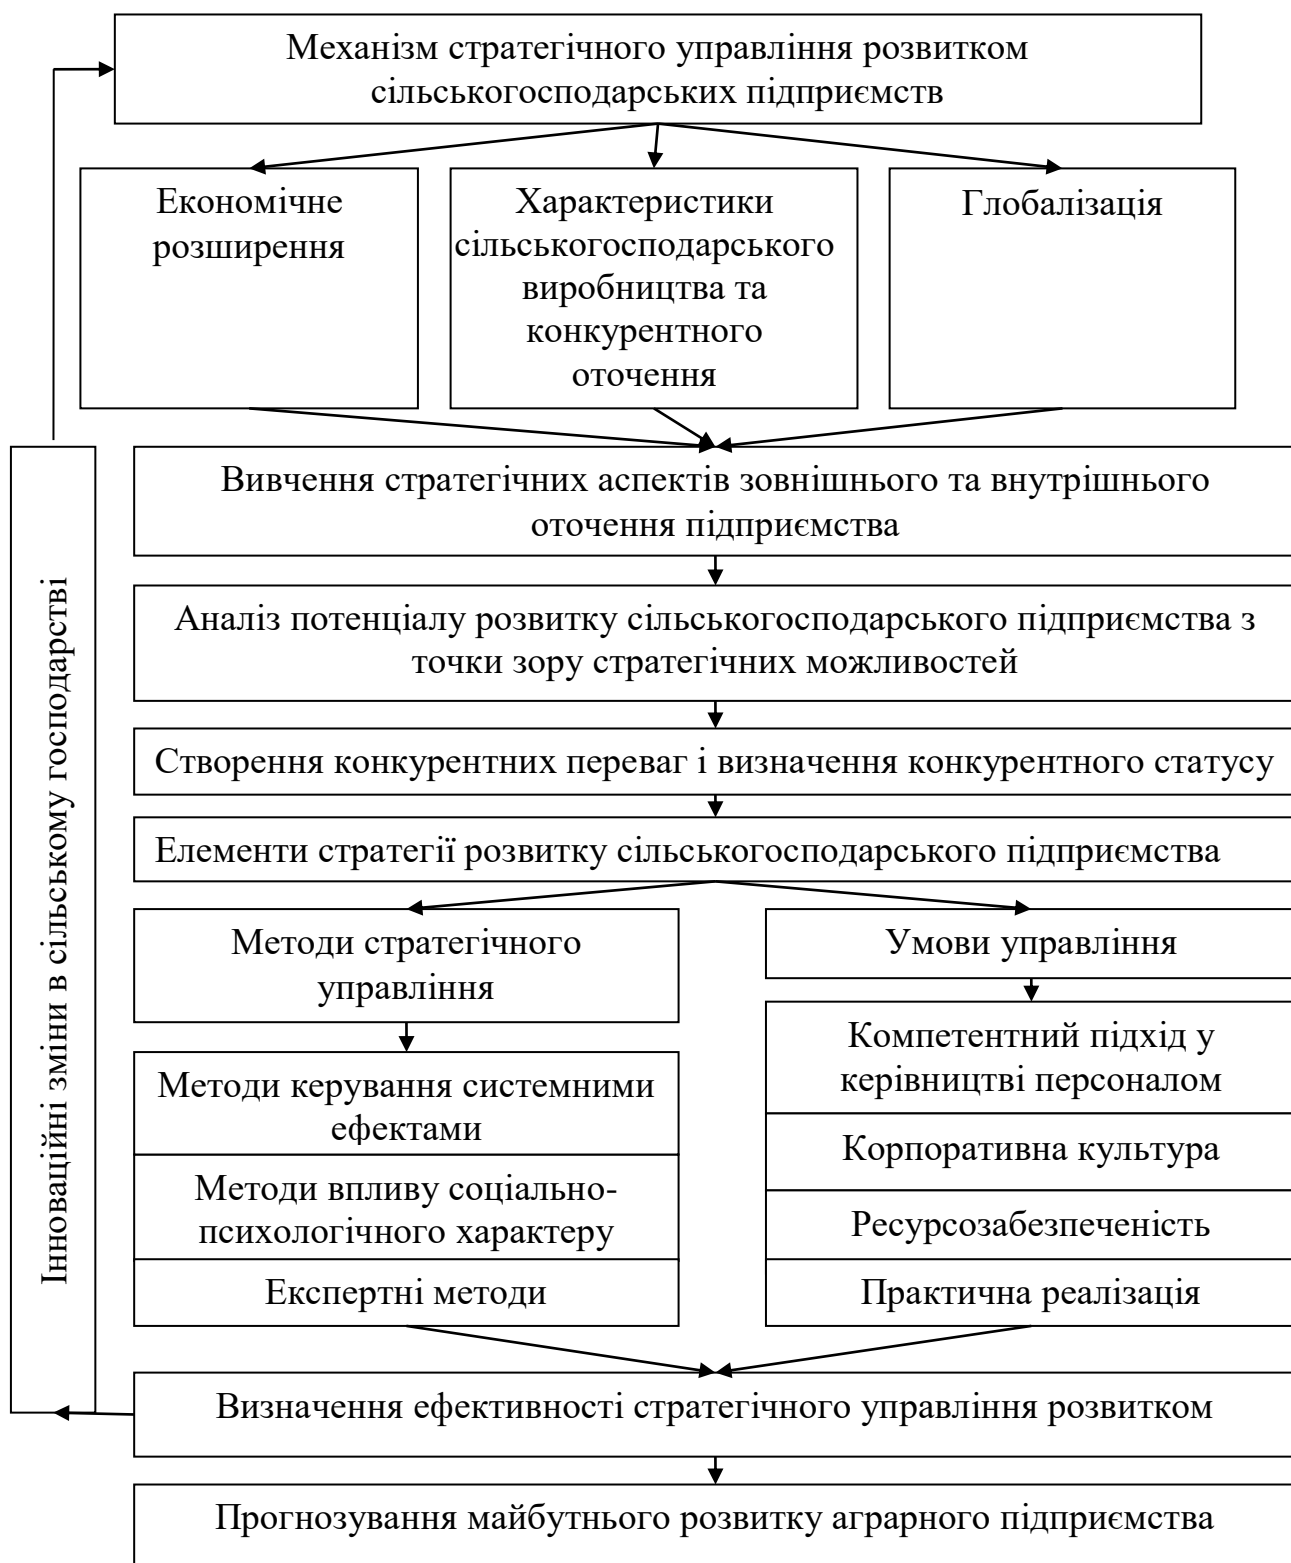 Механізм стратегічного управління розвитком
сільськогосподарських підприємств
Економічне
розширення
Характеристики
сільськогосподарського
виробництва та
конкурентного
оточення
Глобалізація
Інноваційні зміни в сільському господарстві
Вивчення стратегічних аспектів зовнішнього та внутрішнього
оточення підприємства
Аналіз потенціалу розвитку сільськогосподарського підприємства з
точки зору стратегічних можливостей
Створення конкурентних переваг і визначення конкурентного статусу
Елементи стратегії розвитку сільськогосподарського підприємства
Методи стратегічного
управління
Методи керування системними
ефектами
Методи впливу соціально-
психологічного характеру
Експертні методи
Умови управління
Компетентний підхід у
керівництві персоналом
Корпоративна культура
Ресурсозабезпеченість
Практична реалізація
Визначення ефективності стратегічного управління розвитком
Прогнозування майбутнього розвитку аграрного підприємства